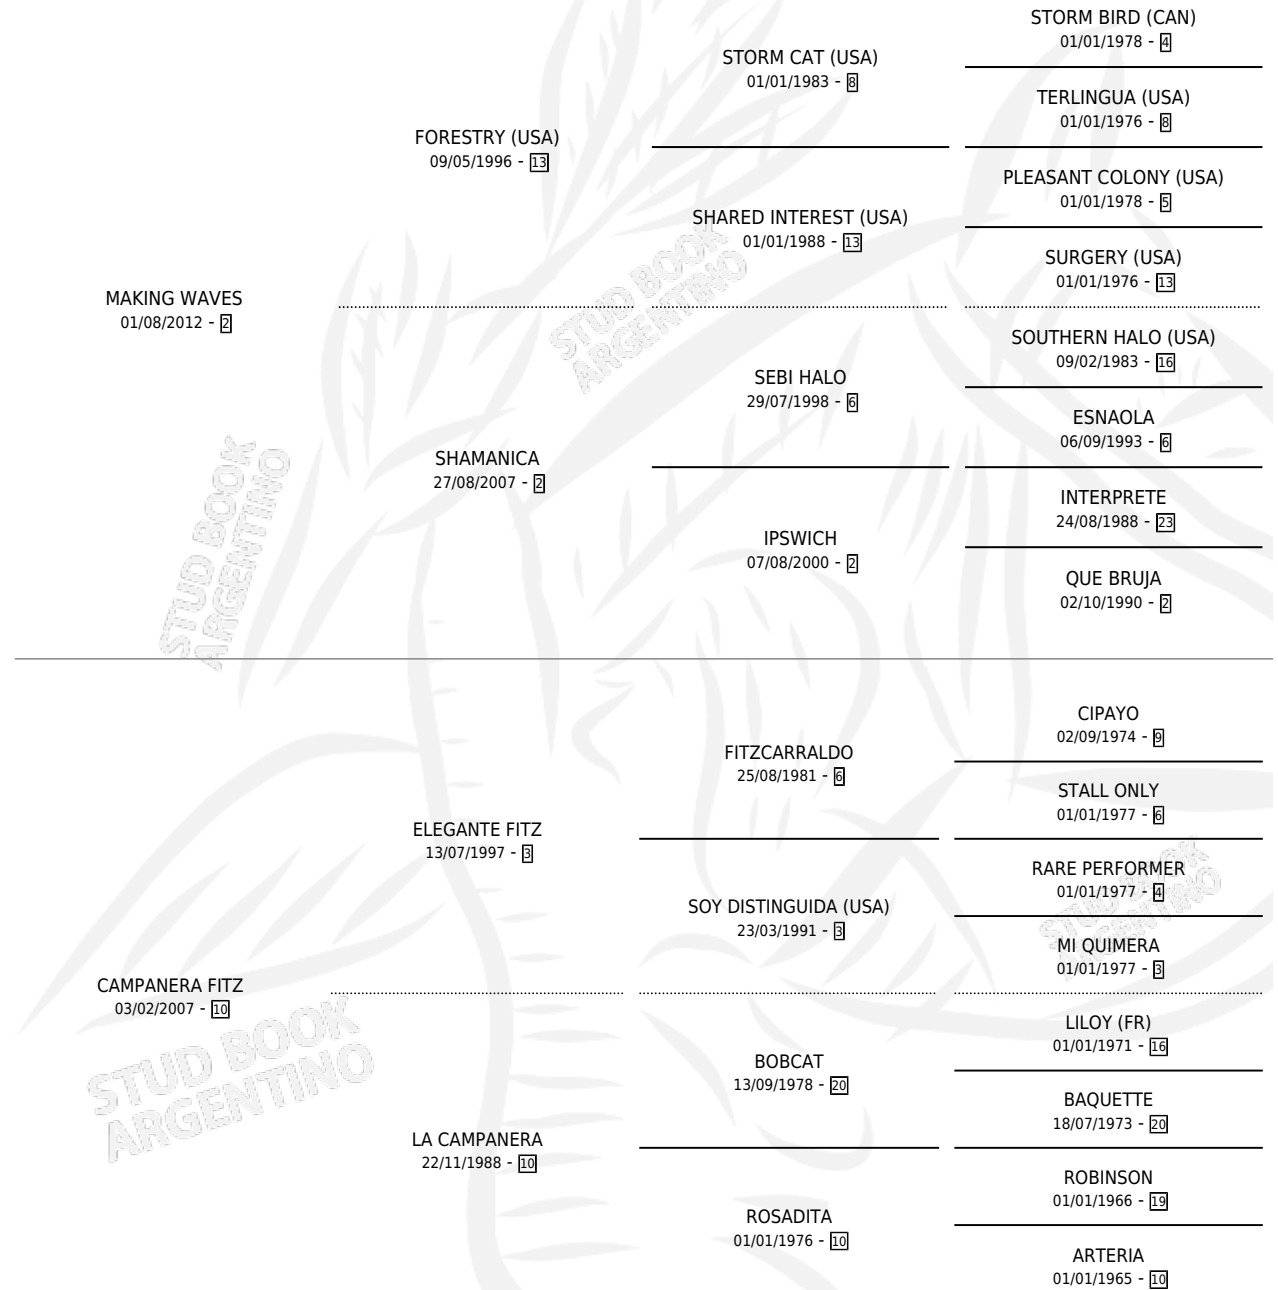 STORM BIRD (CAN)
01/01/1978 - 4
STORM CAT (USA)
01/01/1983 - 8
TERLINGUA (USA)
01/01/1976 - 8
FORESTRY (USA)
09/05/1996 - 13
PLEASANT COLONY (USA)
01/01/1978 - 5
SHARED INTEREST (USA)
01/01/1988 - 13
SURGERY (USA)
01/01/1976 - 13
MAKING WAVES
01/08/2012 - 2
SOUTHERN HALO (USA)
09/02/1983 - 16
SEBI HALO
29/07/1998 - 6
ESNAOLA
06/09/1993 - 6
SHAMANICA
27/08/2007 - 2
INTERPRETE
24/08/1988 - 23
IPSWICH
07/08/2000 - 2
QUE BRUJA
02/10/1990 - 2
CIPAYO
02/09/1974 - 9
FITZCARRALDO
25/08/1981 - 6
STALL ONLY
01/01/1977 - 6
ELEGANTE FITZ
13/07/1997 - 3
RARE PERFORMER
01/01/1977 - 4
SOY DISTINGUIDA (USA)
23/03/1991 - 3
MI QUIMERA
01/01/1977 - 3
CAMPANERA FITZ
03/02/2007 - 10
LILOY (FR)
01/01/1971 - 16
BOBCAT
13/09/1978 - 20
BAQUETTE
18/07/1973 - 20
LA CAMPANERA
22/11/1988 - 10
ROBINSON
01/01/1966 - 19
ROSADITA
01/01/1976 - 10
ARTERIA
01/01/1965 - 10
STUD BOOK
ARGENTINO
STUD BOOK
ARGENTINO
STUD BOOK
ARGENTINO
STUD BOOK
ARGENTINO